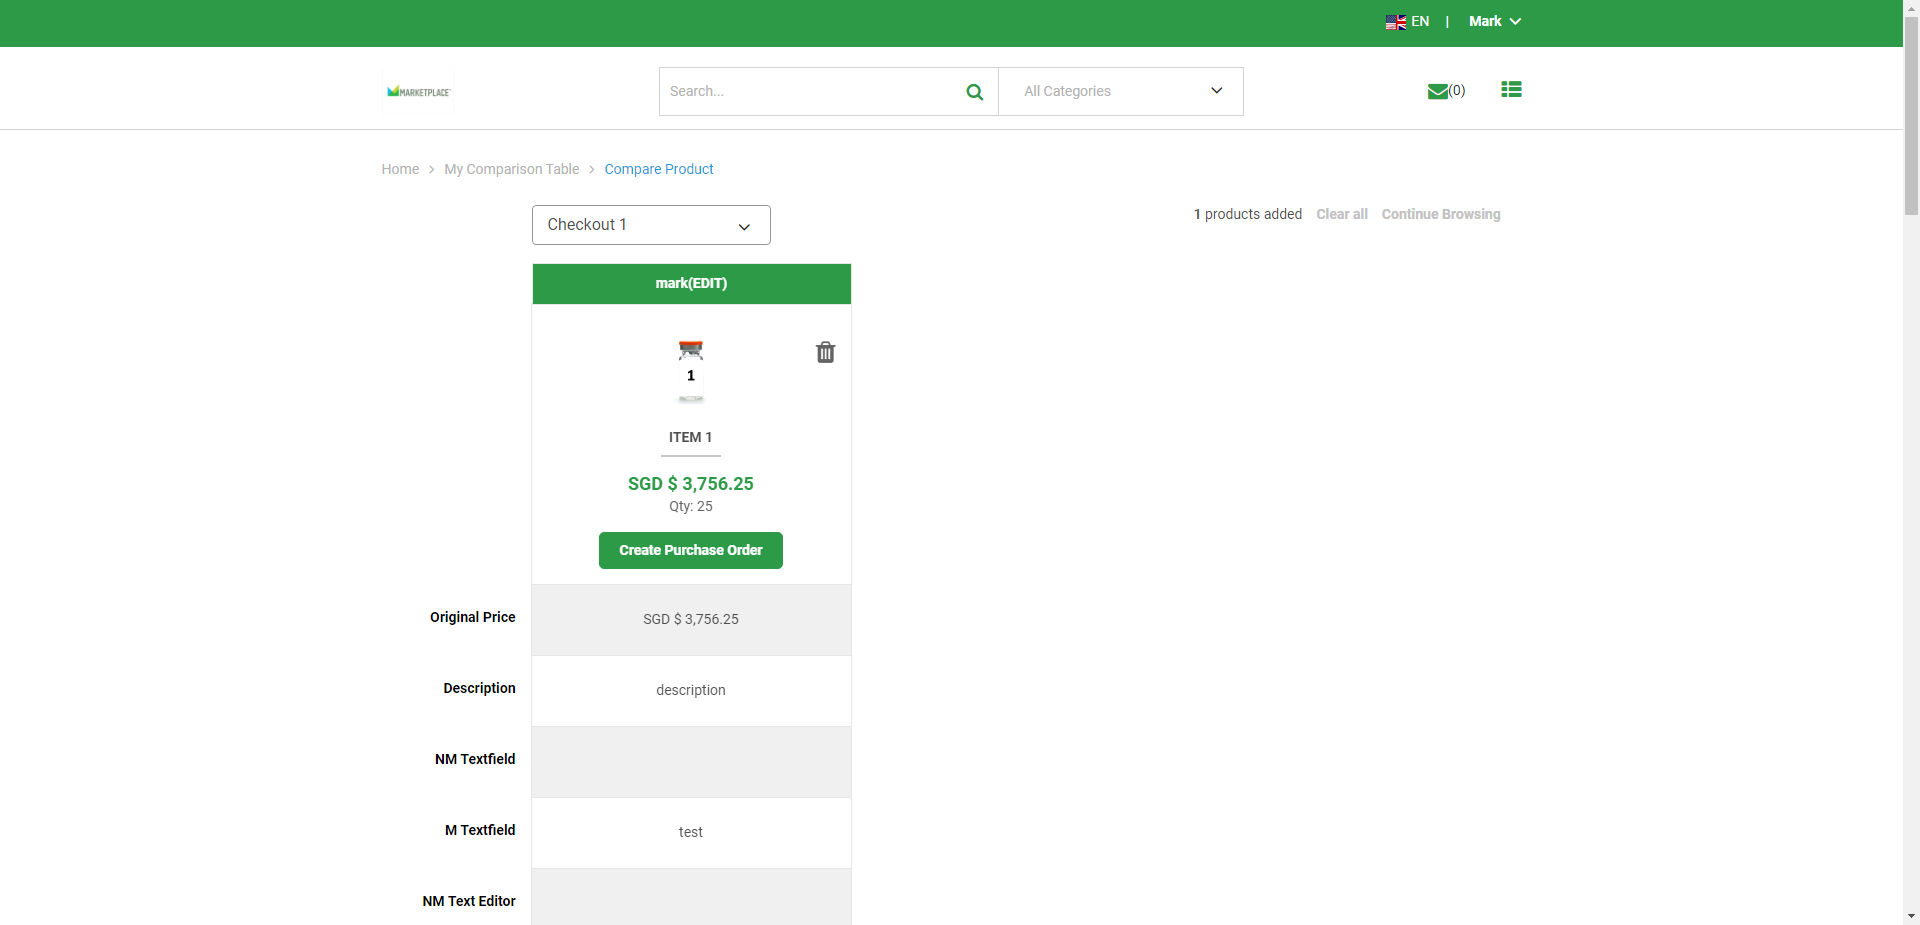 EN | Mark
MARKETPLACE
Search...
All Categories
(0)
Home > My Comparison Table > Compare Product
Checkout 1
1 products added Clear all Continue Browsing
mark(EDIT)
1
ITEM 1
SGD $ 3,756.25
Qty: 25
Create Purchase Order
Original Price SGD $ 3,756.25
Description description
NM Textfield
M Textfield test
NM Text Editor